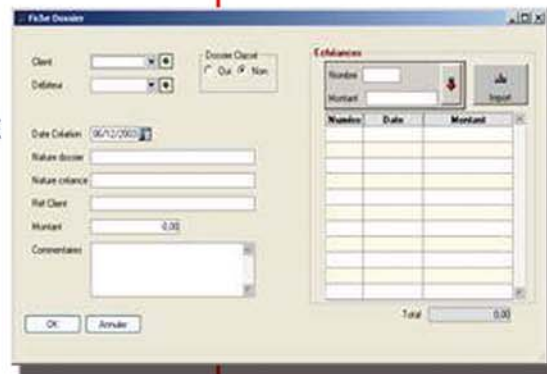 Fiche Dossier
Client
Débiteur
Dossier Classé
Oui Non
Date Création 06/12/2003
Nature dossier
Nature créance
Ref Client
Montant 0,00
Commentaires
OK Annuler
Echéances
Nombre
Montant
Import
Numéro Date Montant
Total 0,00